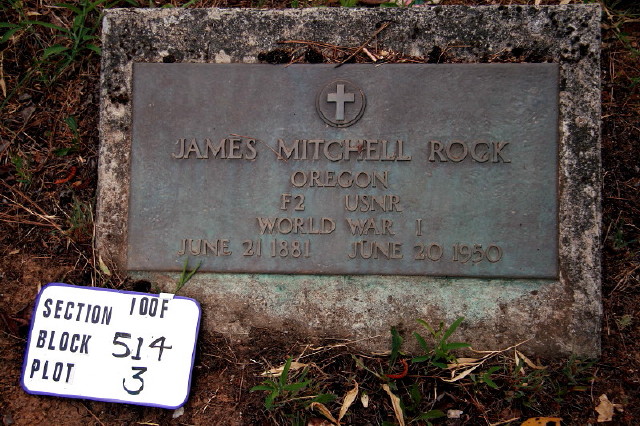 JAMES MITCHELL ROCK
OREGON
F2 USNR
WORLD WAR I
JUNE 21 1881 JUNE 20 1950
SECTION 100F
BLOCK 514
PLOT 3